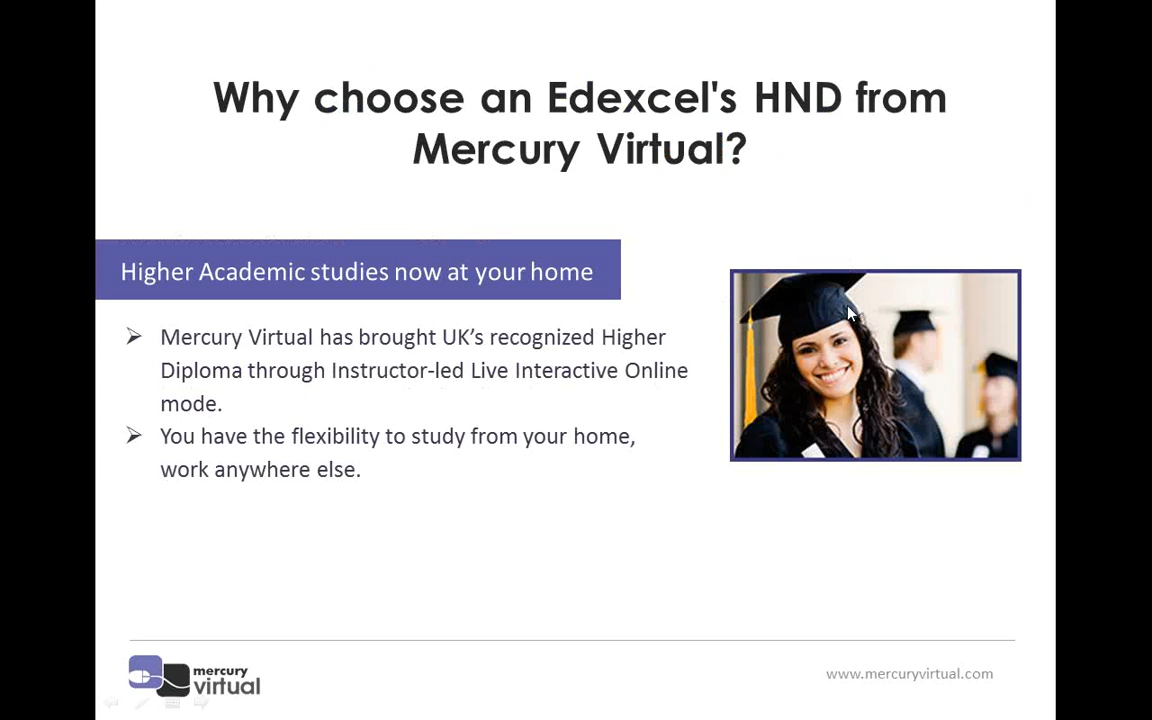 Why choose an Edexcel's HND from
Mercury Virtual?
Higher Academic studies now at your home
Mercury Virtual has brought UK’s recognized Higher
Diploma through Instructor-led Live Interactive Online
mode.
You have the flexibility to study from your home,
work anywhere else.
mercury
virtual
www.mercuryvirtual.com